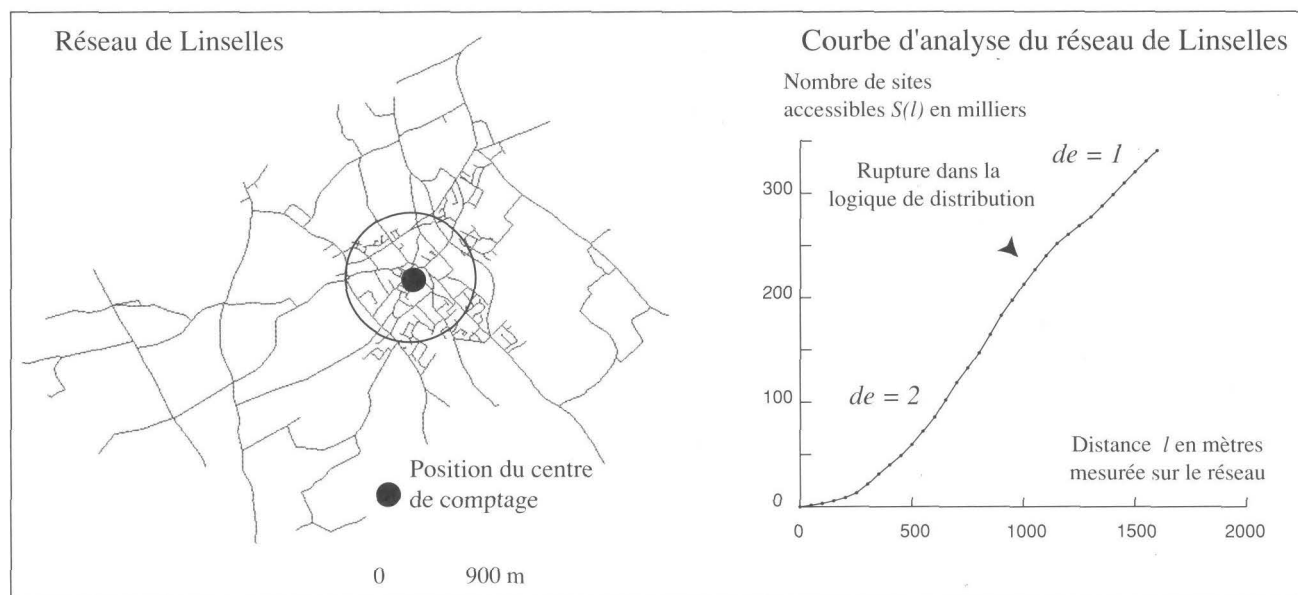 Réseau de Linselles
Position du centre
de comptage
0 900 m
Courbe d'analyse du réseau de Linselles
Nombre de sites
accessibles S(l) en milliers
de = 1
Rupture dans la
logique de distribution
300
200
de = 2
100
Distance l en mètres
mesurée sur le réseau
0
0 500 1000 1500 2000